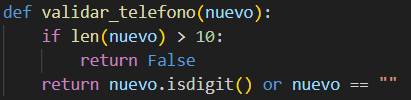 def validar_telefono(nuevo):
    if len(nuevo) > 10:
        return False
    return nuevo.isdigit() or nuevo == ""